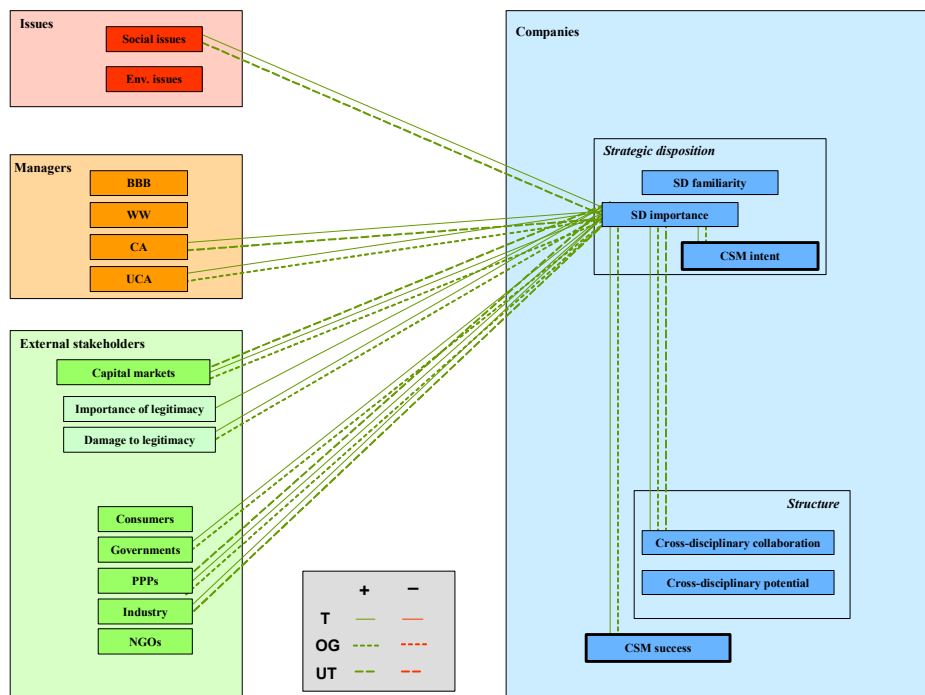 Issues
Social issues
Env. issues
Managers
BBB
WW
CA
UCA
External stakeholders
Capital markets
Importance of legitimacy
Damage to legitimacy
Consumers
Governments
PPPs
Industry
NGOs
+ −
T
OG
UT
Companies
Strategic disposition
SD familiarity
SD importance
CSM intent
Structure
Cross-disciplinary collaboration
Cross-disciplinary potential
CSM success